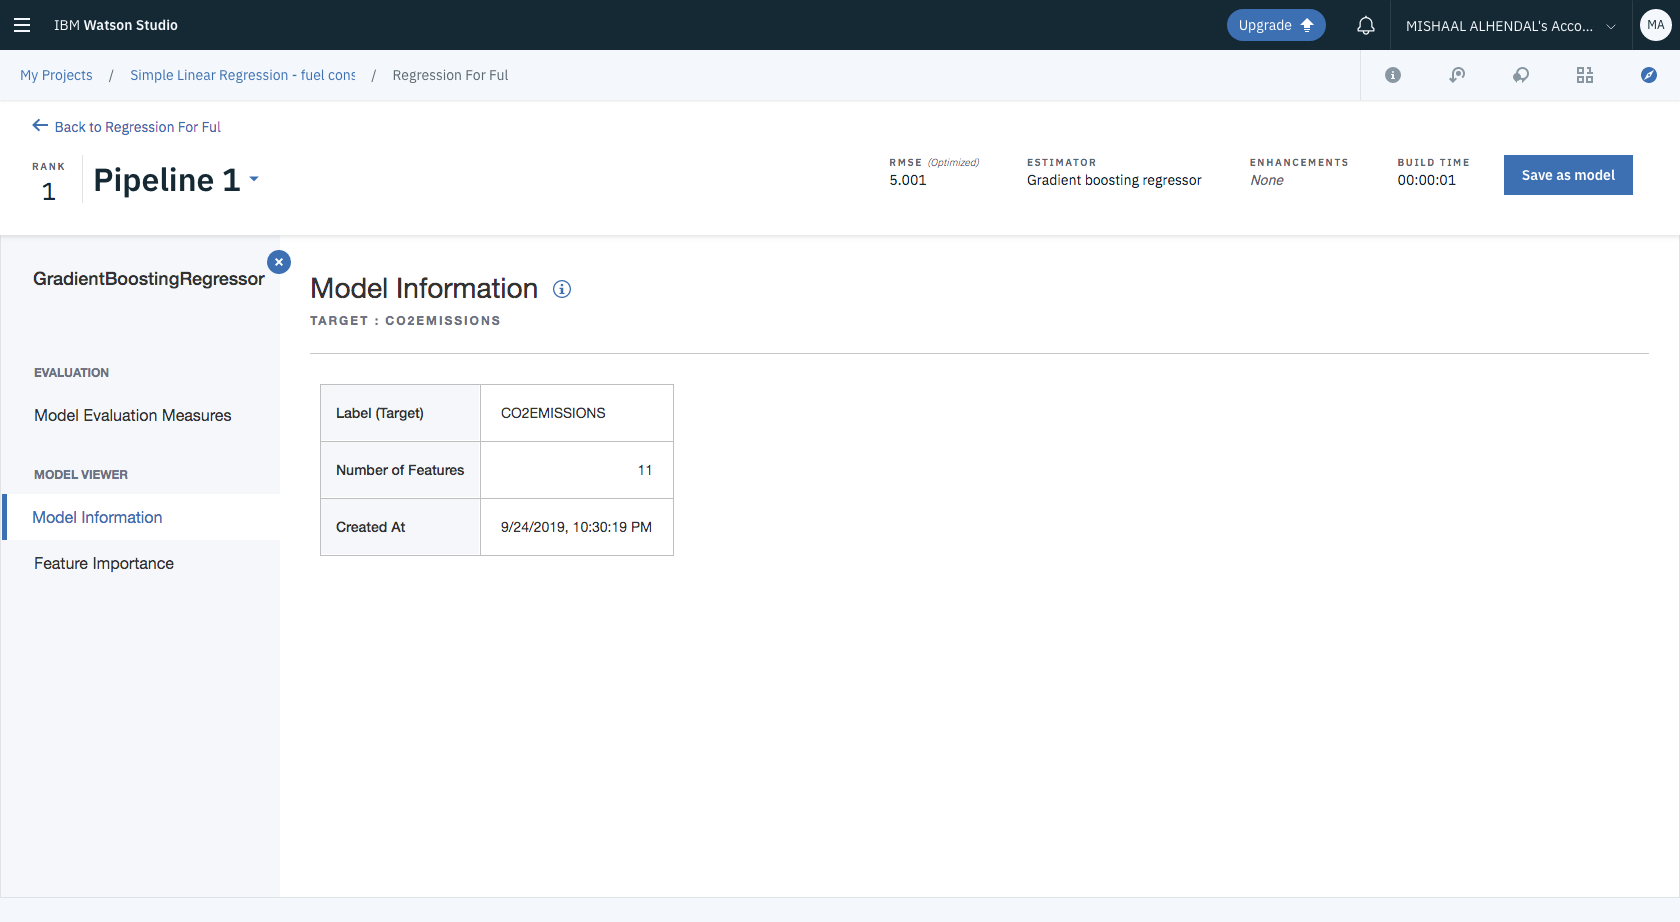 IBM Watson Studio
Upgrade
MISHAAL ALHENDAL's Acco...
MA
My Projects / Simple Linear Regression - fuel cons / Regression For Ful
Back to Regression For Ful
RANK
1
Pipeline 1
RMSE (Optimized)
5.001
ESTIMATOR
Gradient boosting regressor
ENHANCEMENTS
None
BUILD TIME
00:00:01
Save as model
GradientBoostingRegressor
EVALUATION
Model Evaluation Measures
MODEL VIEWER
Model Information
Feature Importance
Model Information
TARGET : CO2EMISSIONS
Label (Target) CO2EMISSIONS
Number of Features 11
Created At 9/24/2019, 10:30:19 PM